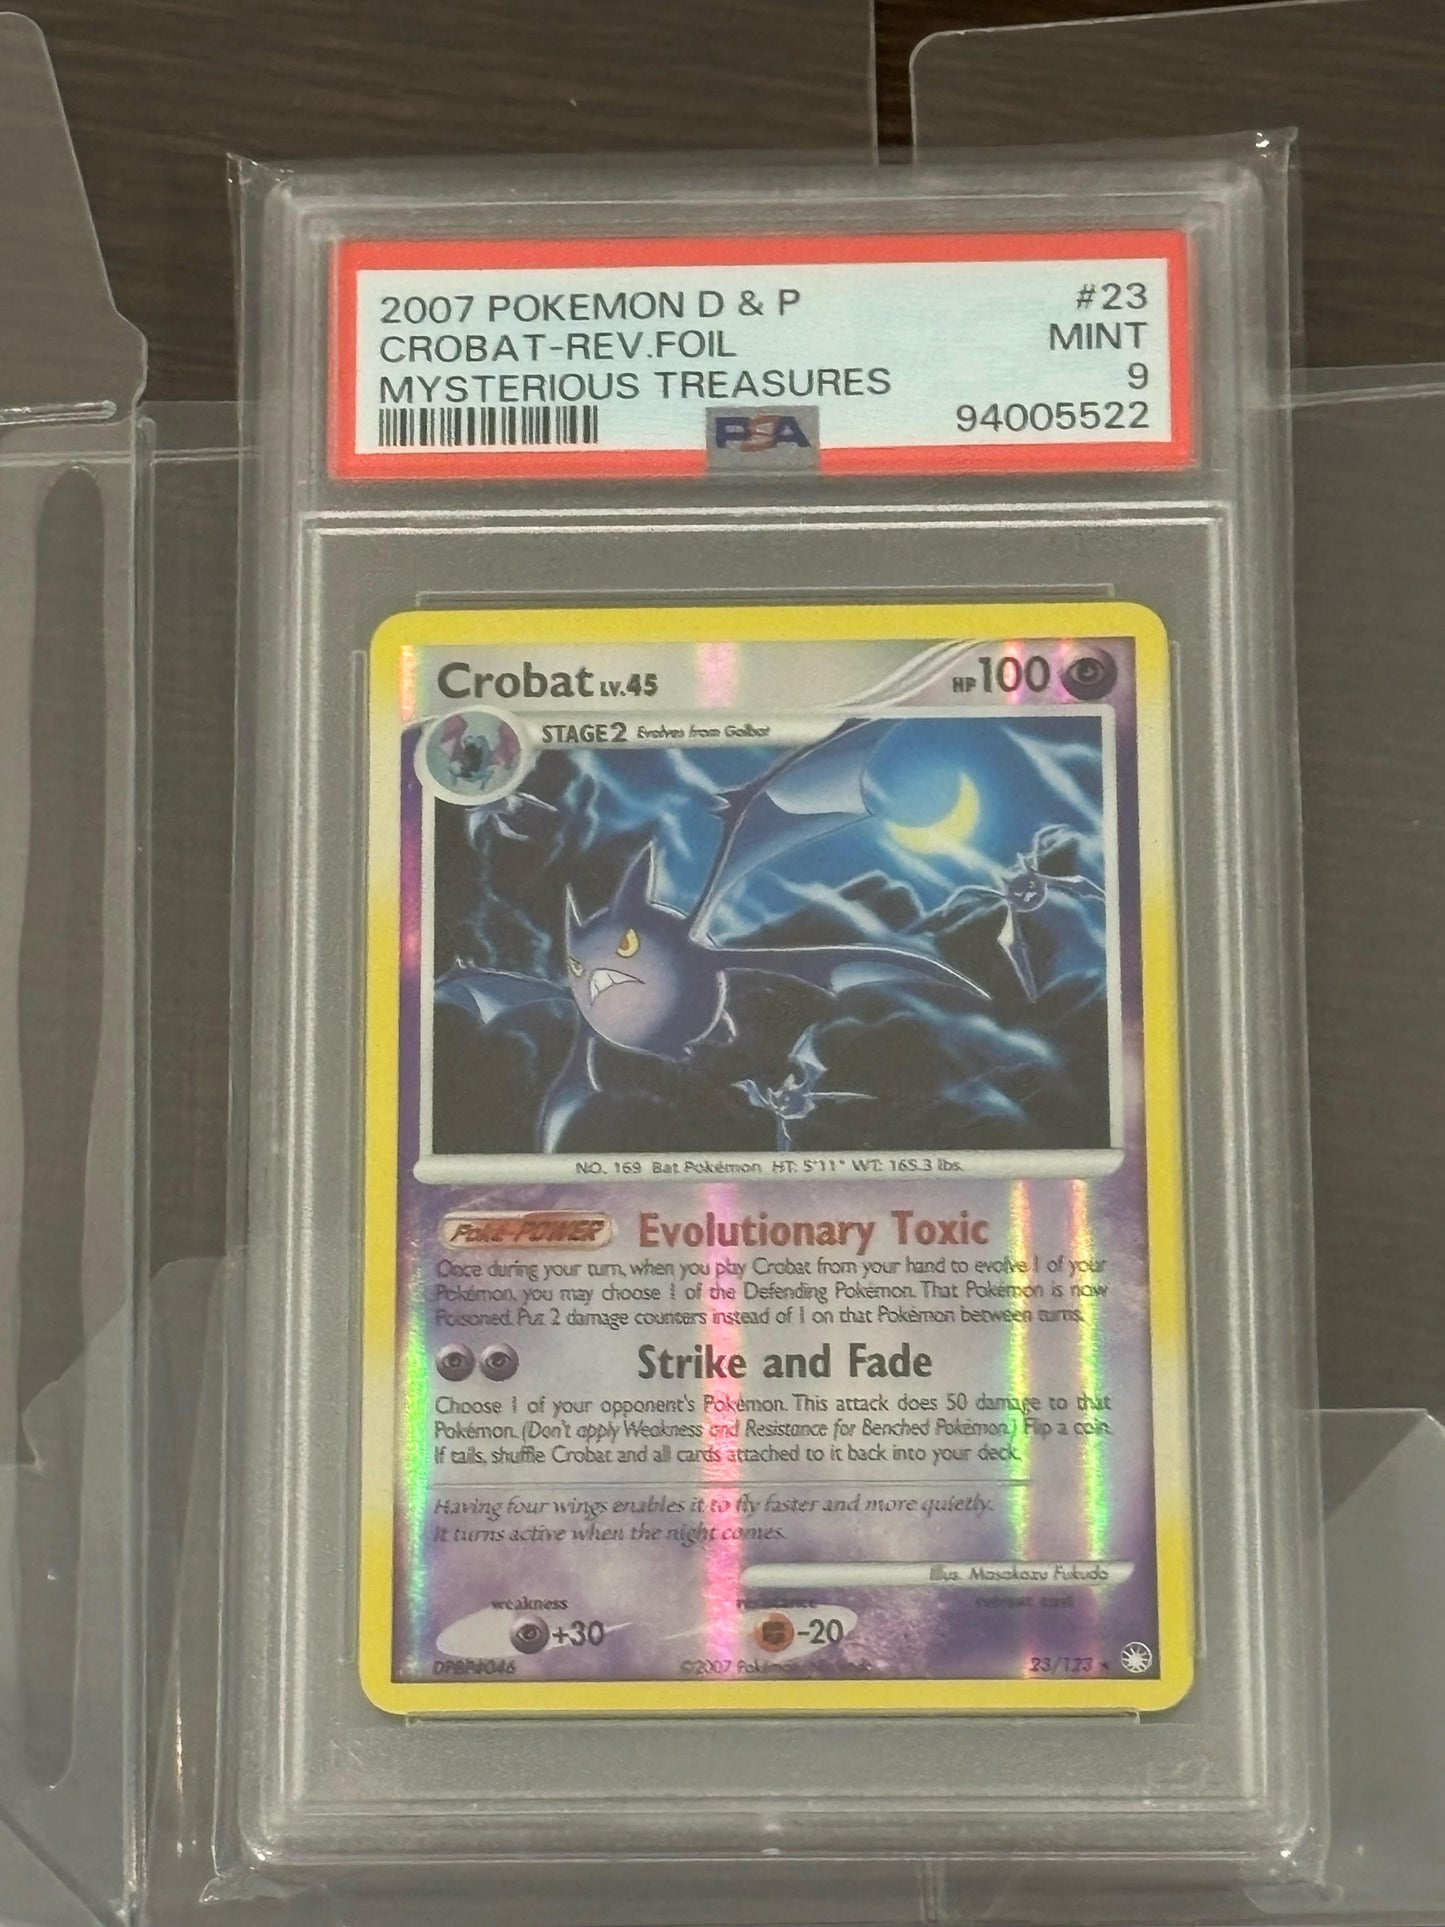 2007 POKEMON D & P #23
CROBAT-REV.FOIL MINT
MYSTERIOUS TREASURES 9
PSA 94005522
Crobat LV.45 HP 100
STAGE2 Evolves from Golbat
NO. 169 Bat Pokémon HT: 5'11" WT: 165.3 lbs.
Poké-POWER Evolutionary Toxic
Once during your turn, when you play Crobat from your hand to evolve 1 of your
Pokémon, you may choose 1 of the Defending Pokémon. That Pokémon is now
Poisoned. Put 2 damage counters instead of 1 on that Pokémon between turns.
Strike and Fade
Choose 1 of your opponent's Pokémon. This attack does 50 damage to that
Pokémon. (Don't apply Weakness and Resistance for Benched Pokémon.) Flip a coin.
If tails, shuffle Crobat and all cards attached to it back into your deck.
Having four wings enables it to fly faster and more quietly.
It turns active when the night comes.
Illus. Masakazu Fukuda
weakness resistance retreat cost
+30 -20
©2007 Pokémon, Nintendo 23/123 ★